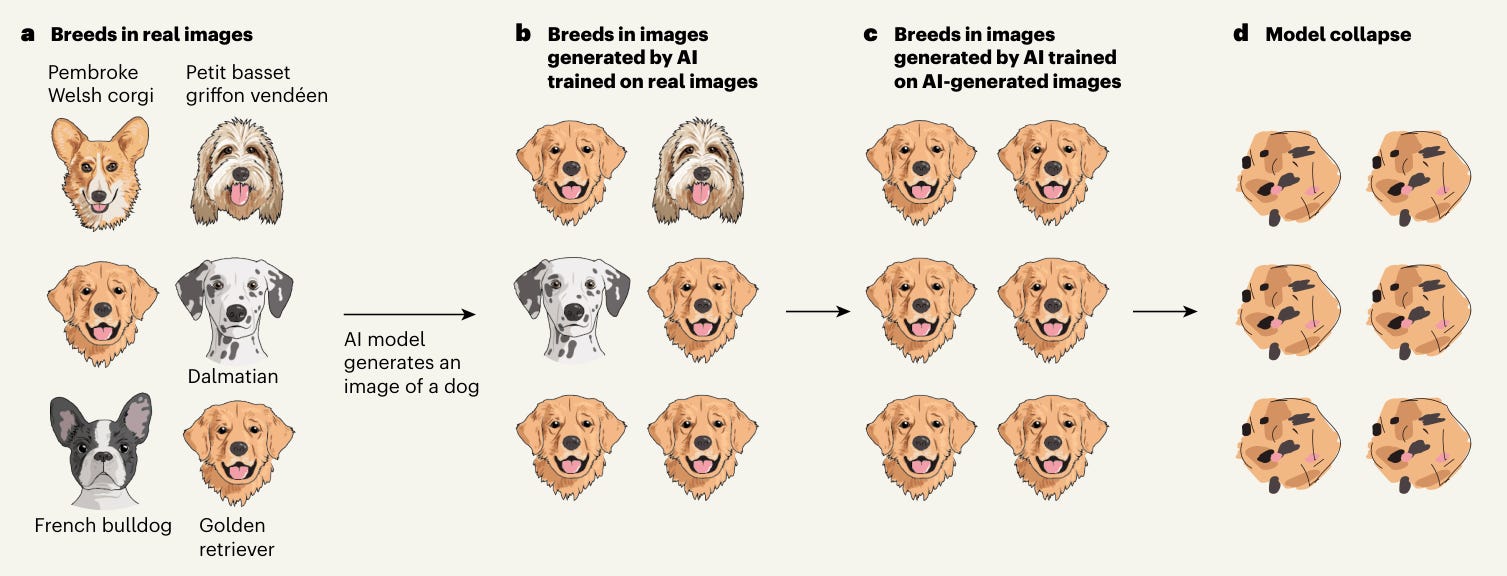 a Breeds in real images
Pembroke
Welsh corgi
Petit basset
griffon vendéen
Dalmatian
French bulldog
Golden
retriever
AI model
generates an
image of a dog
b Breeds in images
generated by AI
trained on real images
c Breeds in images
generated by AI trained
on AI-generated images
d Model collapse